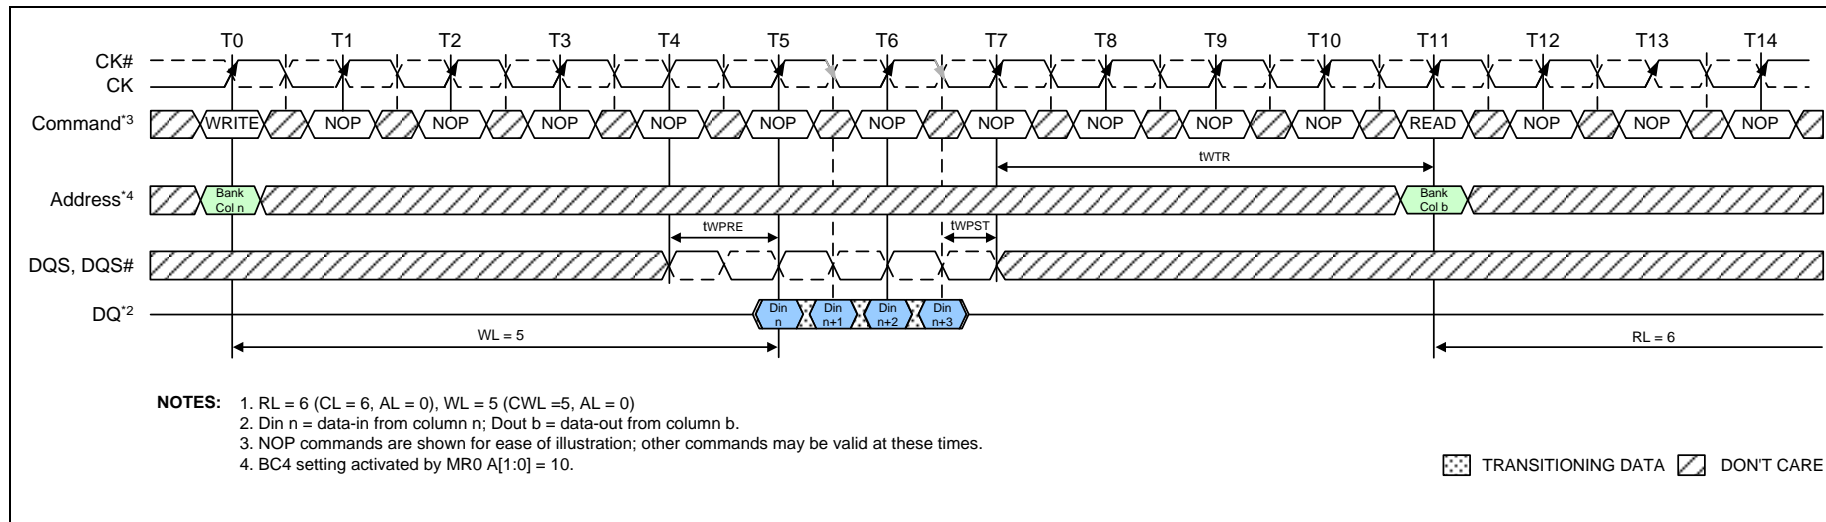 T0 T1 T2 T3 T4 T5 T6 T7 T8 T9 T10 T11 T12 T13 T14
CK#
CK
Command*3 WRITE NOP NOP NOP NOP NOP NOP NOP NOP NOP NOP READ NOP NOP NOP
tWTR
Address*4 Bank Col n Bank Col b
tWPRE tWPST
DQS, DQS#
DQ*2 Din n Din n+1 Din n+2 Din n+3
WL = 5 RL = 6
NOTES: 1. RL = 6 (CL = 6, AL = 0), WL = 5 (CWL =5, AL = 0)
2. Din n = data-in from column n; Dout b = data-out from column b.
3. NOP commands are shown for ease of illustration; other commands may be valid at these times.
4. BC4 setting activated by MR0 A[1:0] = 10.
TRANSITIONING DATA DON'T CARE